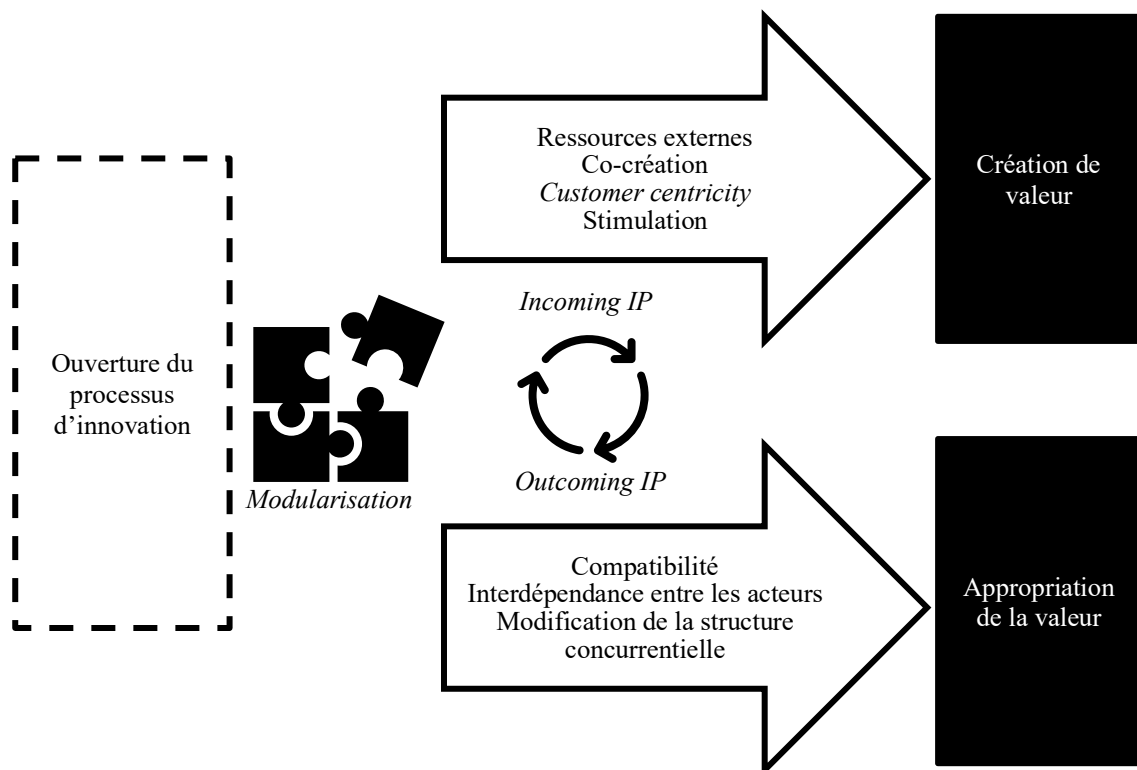 Ouverture du
processus
d’innovation
Modularisation
Ressources externes
Co-création
Customer centricity
Stimulation
Incoming IP
Outcoming IP
Compatibilité
Interdépendance entre les acteurs
Modification de la structure
concurrentielle
Création de
valeur
Appropriation
de la valeur